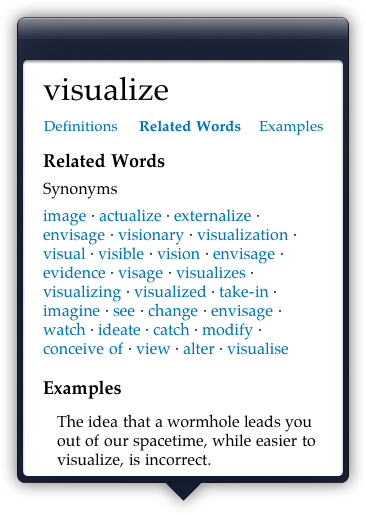 visualize
Definitions Related Words Examples
Related Words
Synonyms
image · actualize · externalize ·
envisage · visionary · visualization ·
visual · visible · vision · envisage ·
evidence · visage · visualizes ·
visualizing · visualized · take-in ·
imagine · see · change · envisage ·
watch · ideate · catch · modify ·
conceive of · view · alter · visualise
Examples
The idea that a wormhole leads you
out of our spacetime, while easier to
visualize, is incorrect.